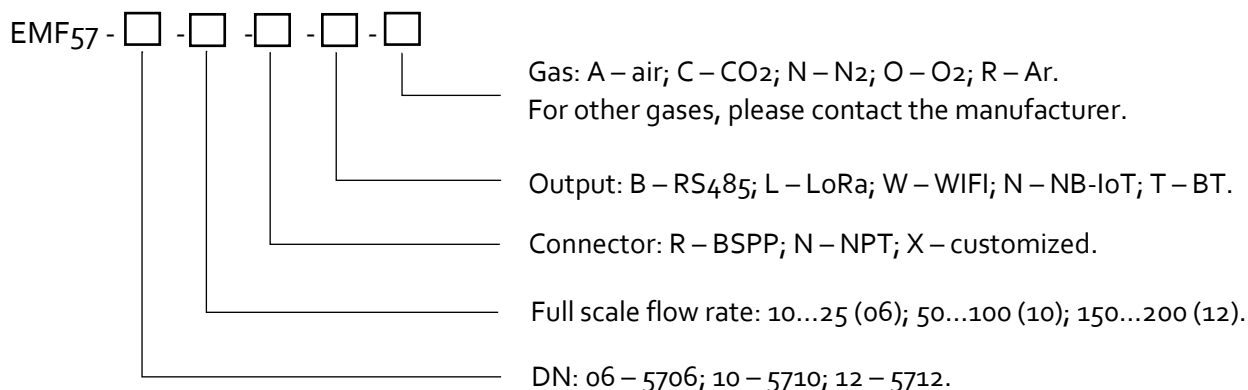 EMF57 - - - - -
Gas: A – air; C – CO2; N – N2; O – O2; R – Ar.
For other gases, please contact the manufacturer.
Output: B – RS485; L – LoRa; W – WIFI; N – NB-IoT; T – BT.
Connector: R – BSPP; N – NPT; X – customized.
Full scale flow rate: 10...25 (06); 50...100 (10); 150...200 (12).
DN: 06 – 5706; 10 – 5710; 12 – 5712.